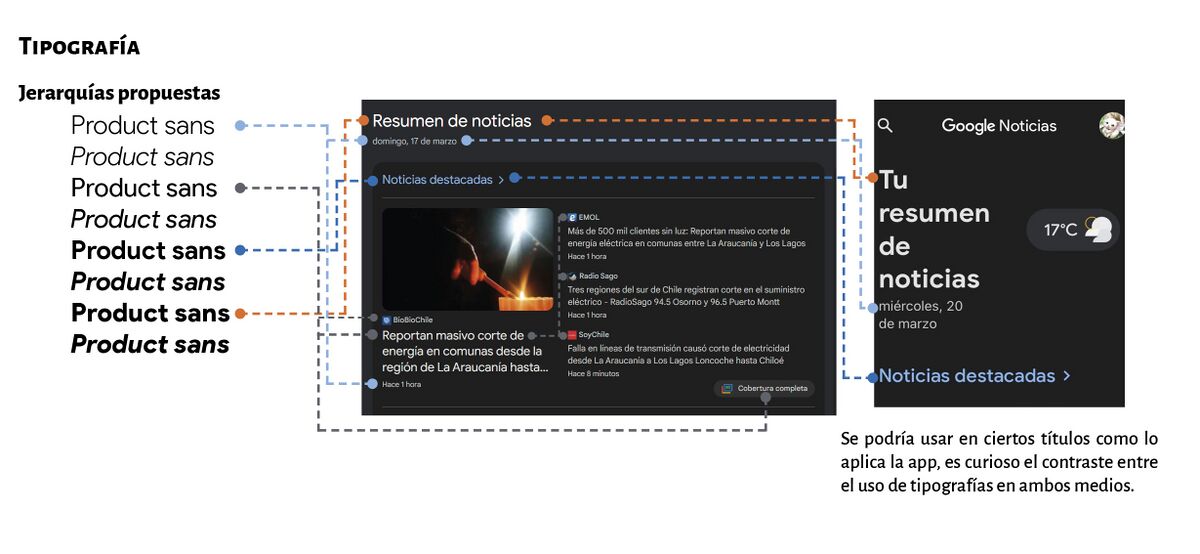 Tipografía
Jerarquías propuestas
Product sans
Product sans
Product sans
Product sans
Product sans
Product sans
Product sans
Product sans
Resumen de noticias
domingo, 17 de marzo
Noticias destacadas >
BioBioChile
Reportan masivo corte de
energía en comunas desde la
región de La Araucanía hasta...
Hace 1 hora
EMOL
Más de 500 mil clientes sin luz: Reportan masivo corte de
energía eléctrica en comunas entre La Araucanía y Los Lagos
Hace 1 hora
Radio Sago
Tres regiones del sur de Chile registran corte en el suministro
eléctrico - RadioSago 94.5 Osorno y 96.5 Puerto Montt
Hace 1 hora
SoyChile
Falla en líneas de transmisión causó corte de electricidad
desde La Araucanía a Los Lagos Loncoche hasta Chiloé
Hace 8 minutos
Cobertura completa
Google Noticias
Tu
resumen
de
noticias
17°C
miércoles, 20
de marzo
Noticias destacadas >
Se podría usar en ciertos títulos como lo
aplica la app, es curioso el contraste entre
el uso de tipografías en ambos medios.